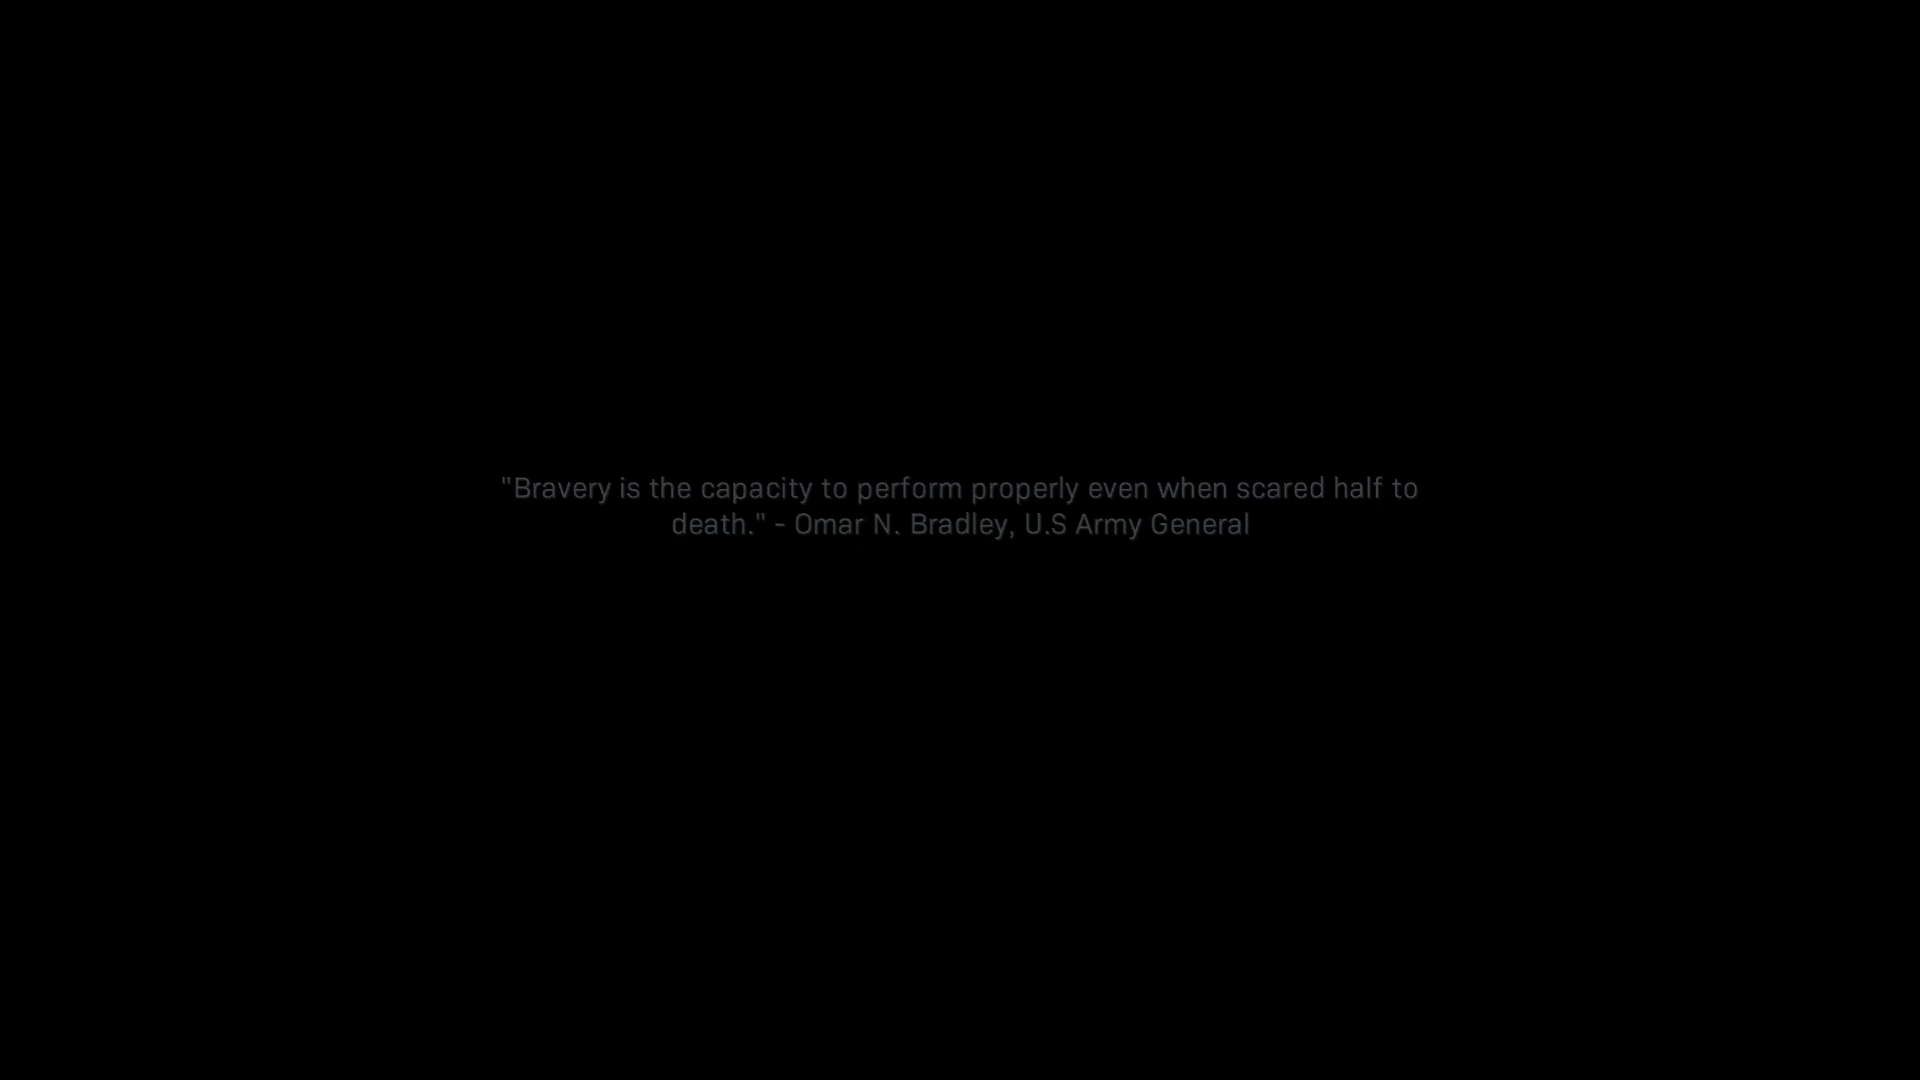 "Bravery is the capacity to perform properly even when scared half to
death." - Omar N. Bradley, U.S Army General